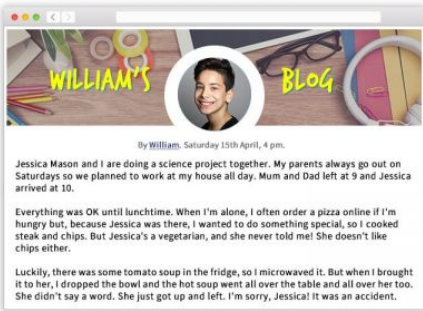 WILLIAM'S BLOG
By William. Saturday 15th April, 4 pm.
Jessica Mason and I are doing a science project together. My parents always go out on
Saturdays so we planned to work at my house all day. Mum and Dad left at 9 and Jessica
arrived at 10.
Everything was OK until lunchtime. When I'm alone, I often order a pizza online if I'm
hungry but, because Jessica was there, I wanted to do something special, so I cooked
steak and chips. But Jessica's a vegetarian, and she never told me! She doesn't like
chips either.
Luckily, there was some tomato soup in the fridge, so I microwaved it. But when I brought
it to her, I dropped the bowl and the hot soup went all over the table and all over her too.
She didn't say a word. She just got up and left. I'm sorry, Jessica! It was an accident.